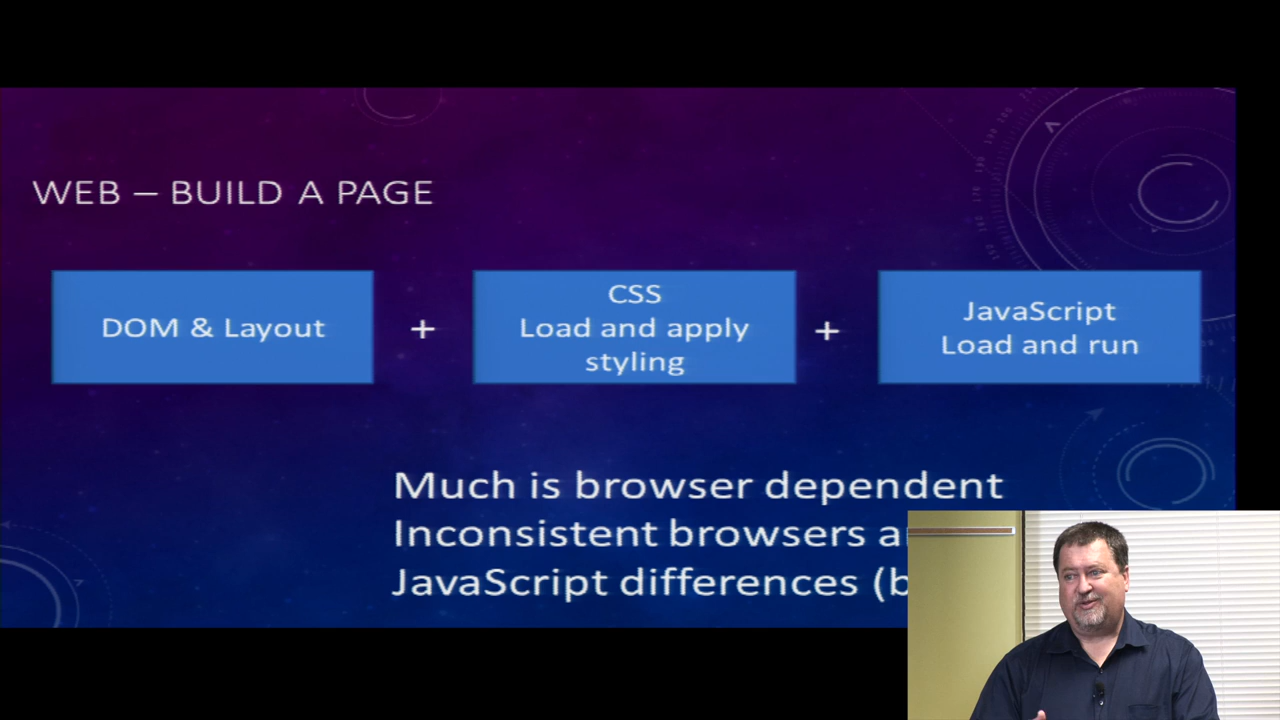 WEB – BUILD A PAGE
DOM & Layout
+
CSS
Load and apply
styling
+
JavaScript
Load and run
Much is browser dependent
Inconsistent browsers
JavaScript differences